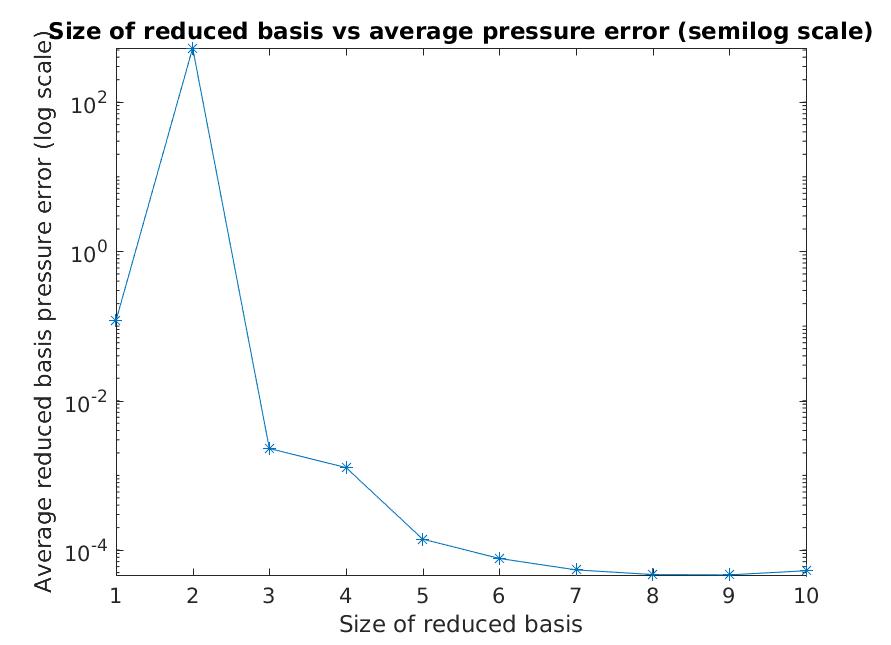 Size of reduced basis vs average pressure error (semilog scale)
Average reduced basis pressure error (log scale)
10^2
10^0
10^-2
10^-4
1 2 3 4 5 6 7 8 9 10
Size of reduced basis